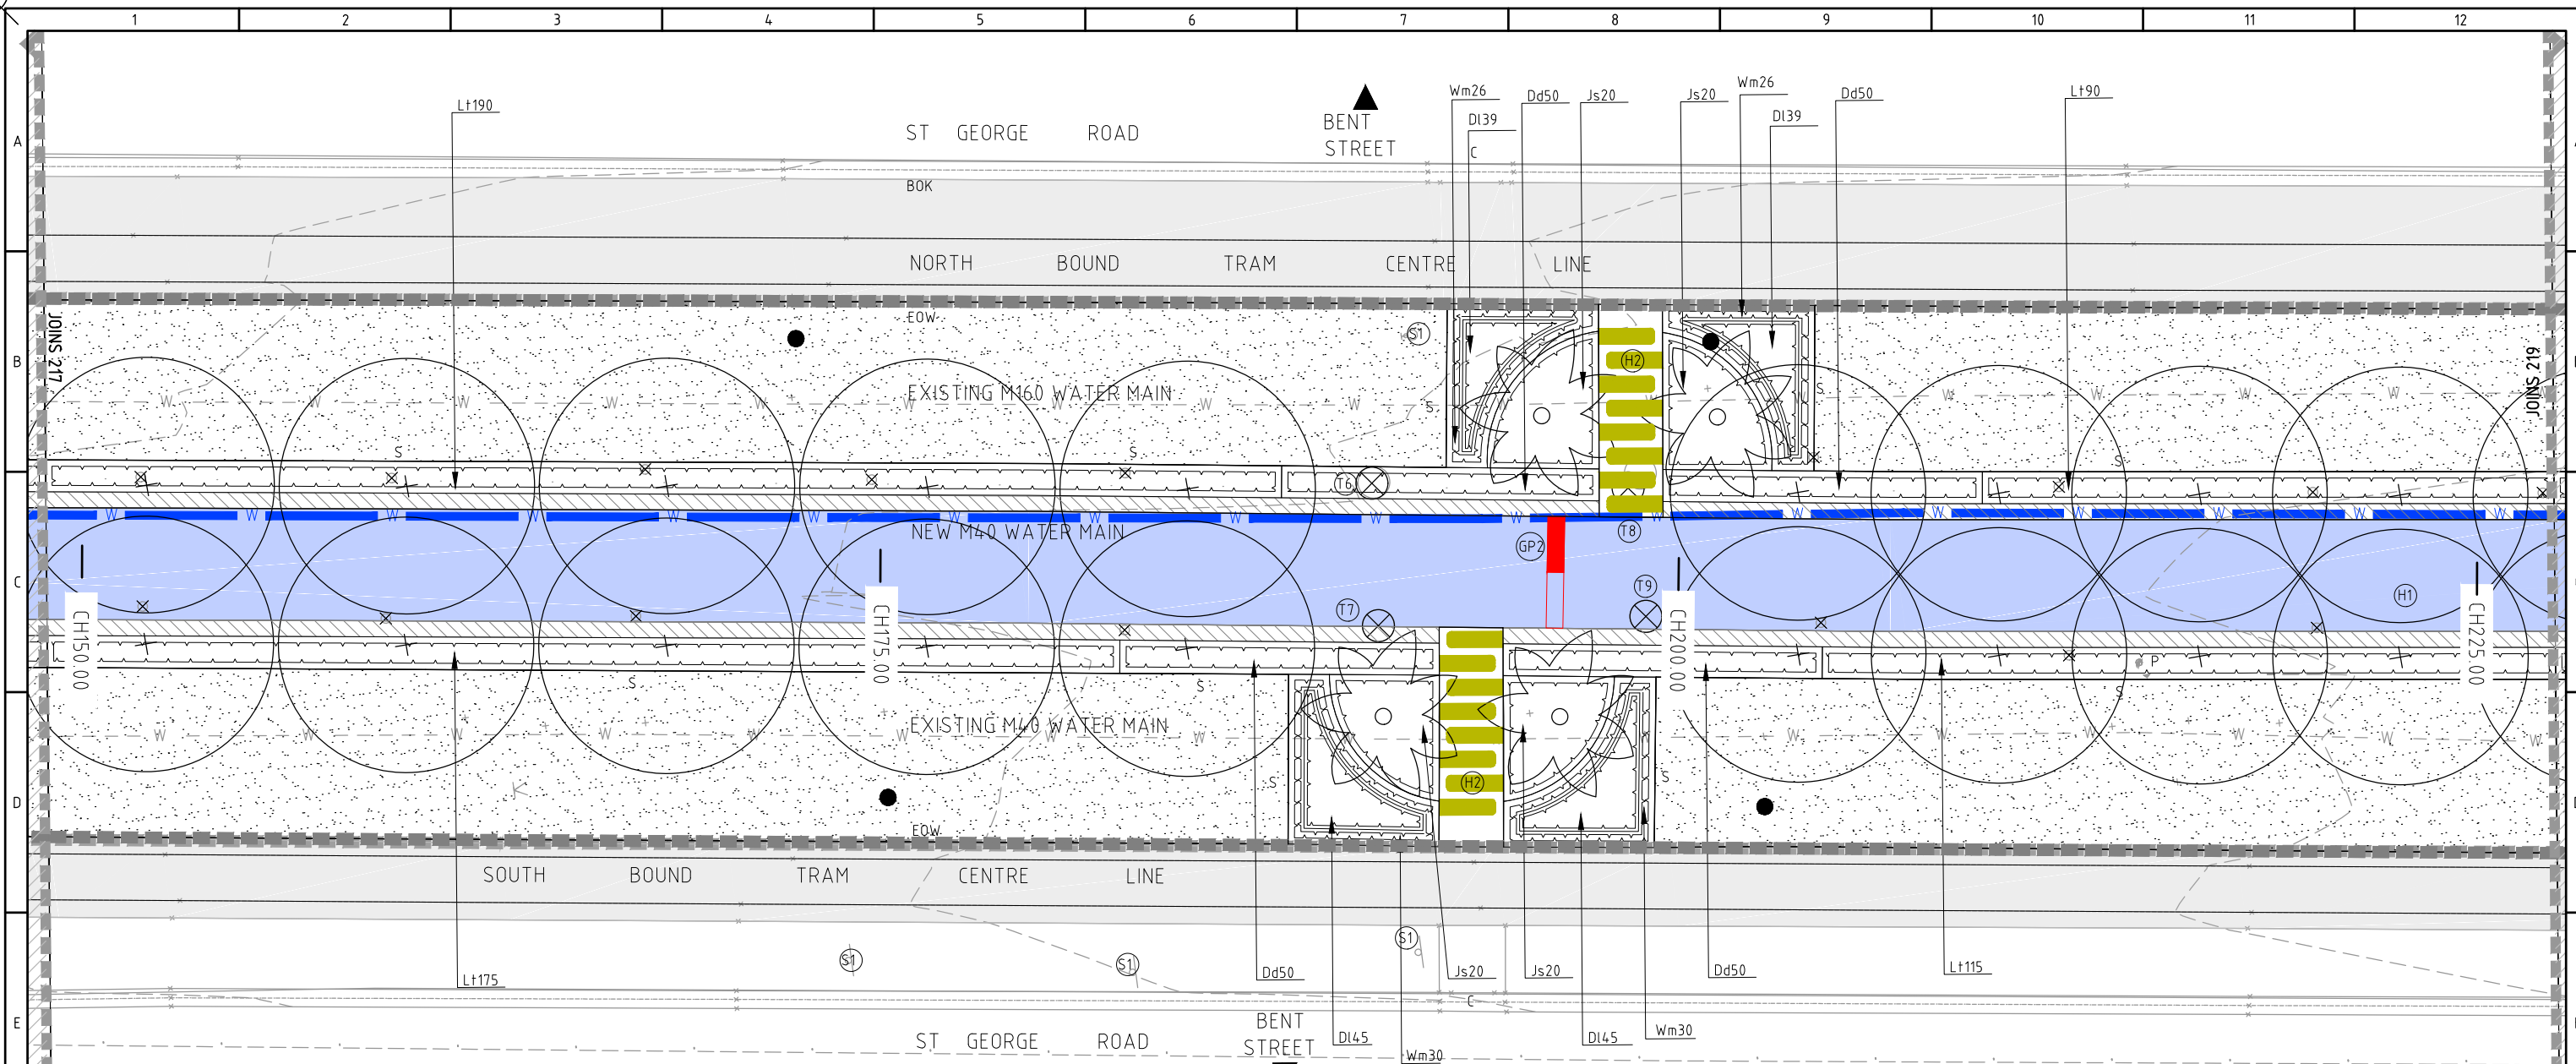 1 2 3 4 5 6 7 8 9 10 11 12
Lt190
Wm26
Dl39
Dd50
Js20
Js20
Wm26
Dl39
Dd50
Lt90
A
ST GEORGE ROAD
BENT
STREET
C
BOK
NORTH BOUND TRAM CENTRE LINE
EOW
JOINS 217
S1
B
H2
JOINS 219
S
EXISTING M160 WATER MAIN
W W W W W W W W W W W W
S
S
S
S
T6
W W W W W W W W W W W W W W W W
NEW M40 WATER MAIN
GP2
T8
C
T9
T7
H1
CH150.00
CH175.00
CH200.00
CH225.00
P
S
S
S
EXISTING M40 WATER MAIN
W W W W W W W W W W W W W W
S
S
H2
D
EOW
SOUTH BOUND TRAM CENTRE LINE
S1
S1
S1
Lt175
Dd50
Js20
Js20
Dd50
Lt115
C
E
BENT
STREET
ST GEORGE ROAD
Dl45
Wm30
Dl45
Wm30